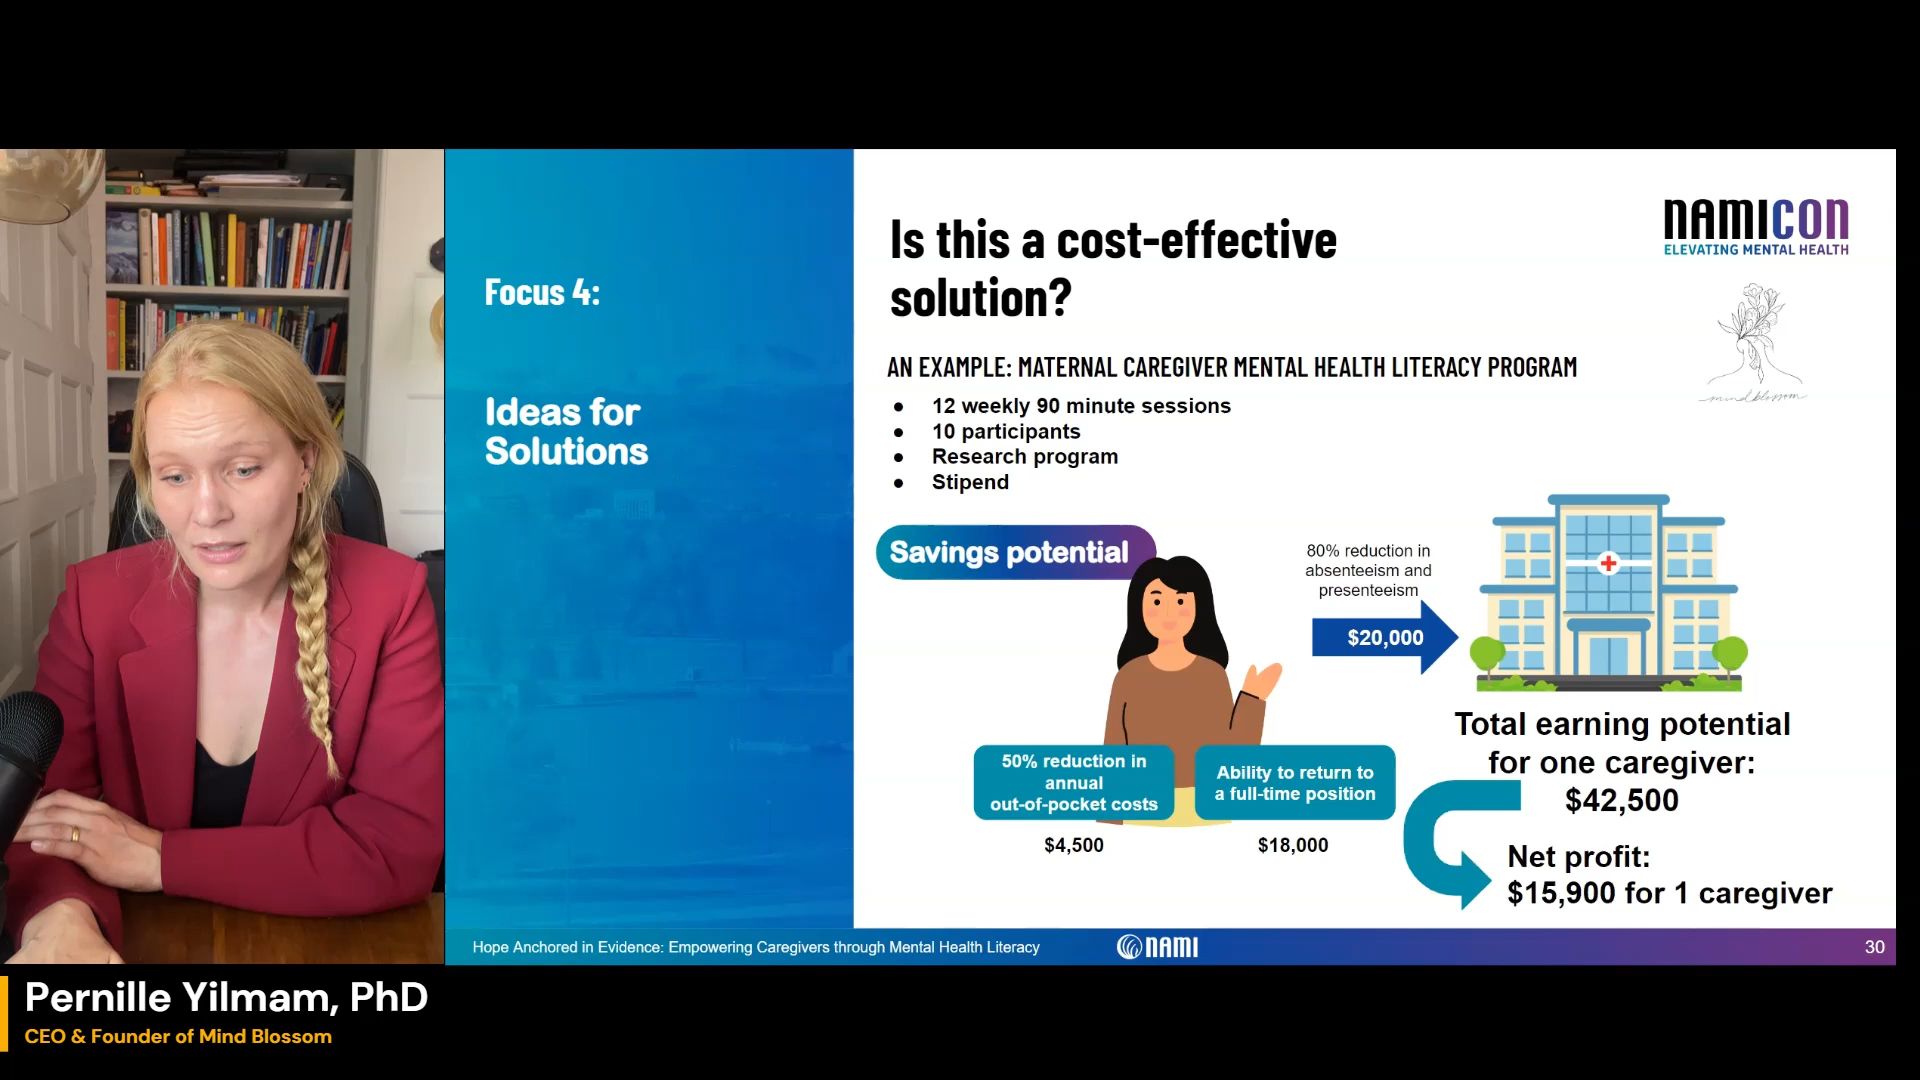 Focus 4:
Ideas for
Solutions
NAMICON
ELEVATING MENTAL HEALTH
Is this a cost-effective
solution?
mindblossom
AN EXAMPLE: MATERNAL CAREGIVER MENTAL HEALTH LITERACY PROGRAM
● 12 weekly 90 minute sessions
● 10 participants
● Research program
● Stipend
Savings potential
80% reduction in
absenteeism and
presenteeism
$20,000
50% reduction in
annual
out-of-pocket costs
$4,500
Ability to return to
a full-time position
$18,000
Total earning potential
for one caregiver:
$42,500
Net profit:
$15,900 for 1 caregiver
Hope Anchored in Evidence: Empowering Caregivers through Mental Health Literacy
NAMI
30
Pernille Yilmam, PhD
CEO & Founder of Mind Blossom